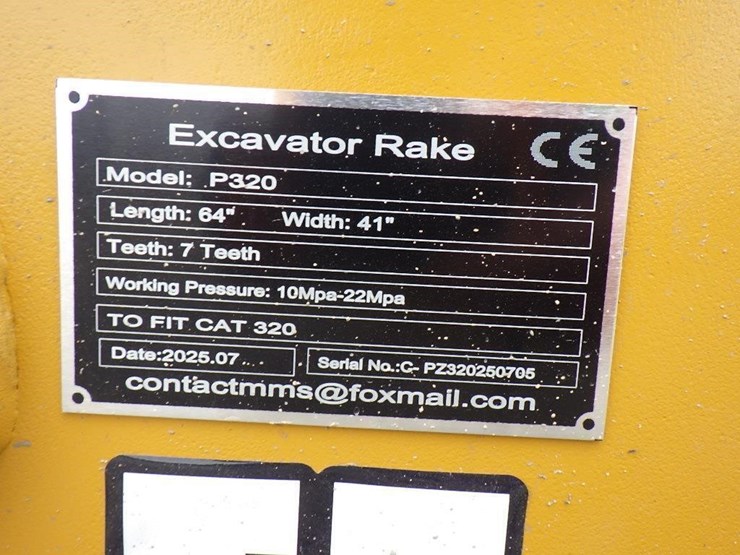 Excavator Rake CE
Model: P320
Length: 64" Width: 41"
Teeth: 7 Teeth
Working Pressure: 10Mpa-22Mpa
TO FIT CAT 320
Date:2025.07 Serial No.:C- PZ320250705
contactmms@foxmail.com